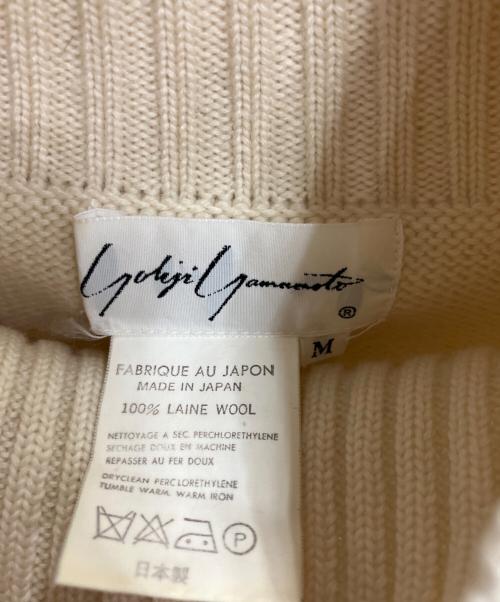 Yohji Yamamoto
®
M
FABRIQUE AU JAPON
MADE IN JAPAN
100% LAINE WOOL
NETTOYAGE A SEC. PERCHLORETHYLENE
SECHAGE DOUX EN MACHINE
REPASSER AU FER DOUX
DRYCLEAN PERCLORETHYLENE
TUMBLE WARM. WARM IRON
P
日本製